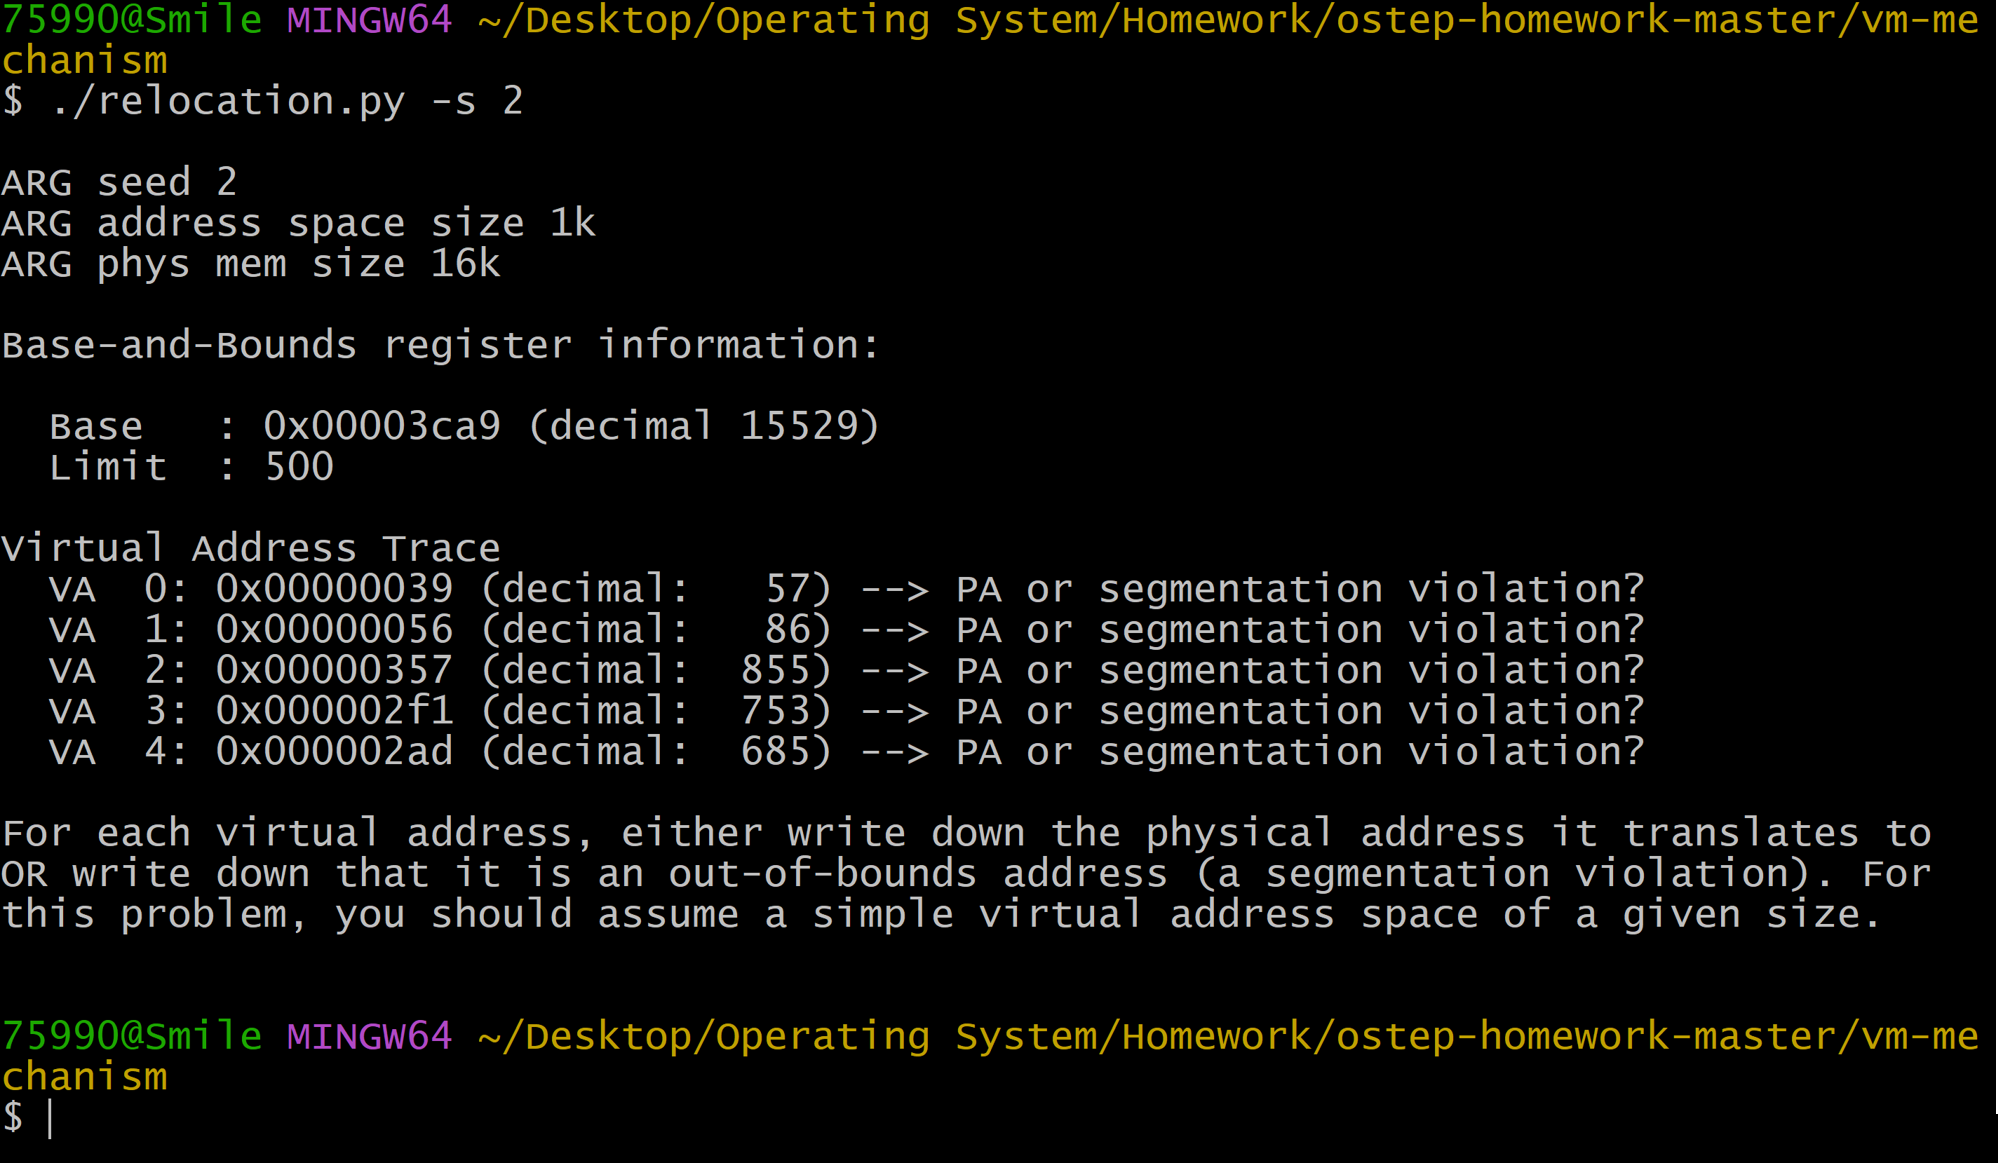 75990@Smile MINGW64 ~/Desktop/Operating System/Homework/ostep-homework-master/vm-me
chanism
$ ./relocation.py -s 2
ARG seed 2
ARG address space size 1k
ARG phys mem size 16k
Base-and-Bounds register information:
  Base   : 0x00003ca9 (decimal 15529)
  Limit  : 500
Virtual Address Trace
  VA  0: 0x00000039 (decimal:   57) --> PA or segmentation violation?
  VA  1: 0x00000056 (decimal:   86) --> PA or segmentation violation?
  VA  2: 0x00000357 (decimal:  855) --> PA or segmentation violation?
  VA  3: 0x000002f1 (decimal:  753) --> PA or segmentation violation?
  VA  4: 0x000002ad (decimal:  685) --> PA or segmentation violation?
For each virtual address, either write down the physical address it translates to
OR write down that it is an out-of-bounds address (a segmentation violation). For
this problem, you should assume a simple virtual address space of a given size.
75990@Smile MINGW64 ~/Desktop/Operating System/Homework/ostep-homework-master/vm-me
chanism
$